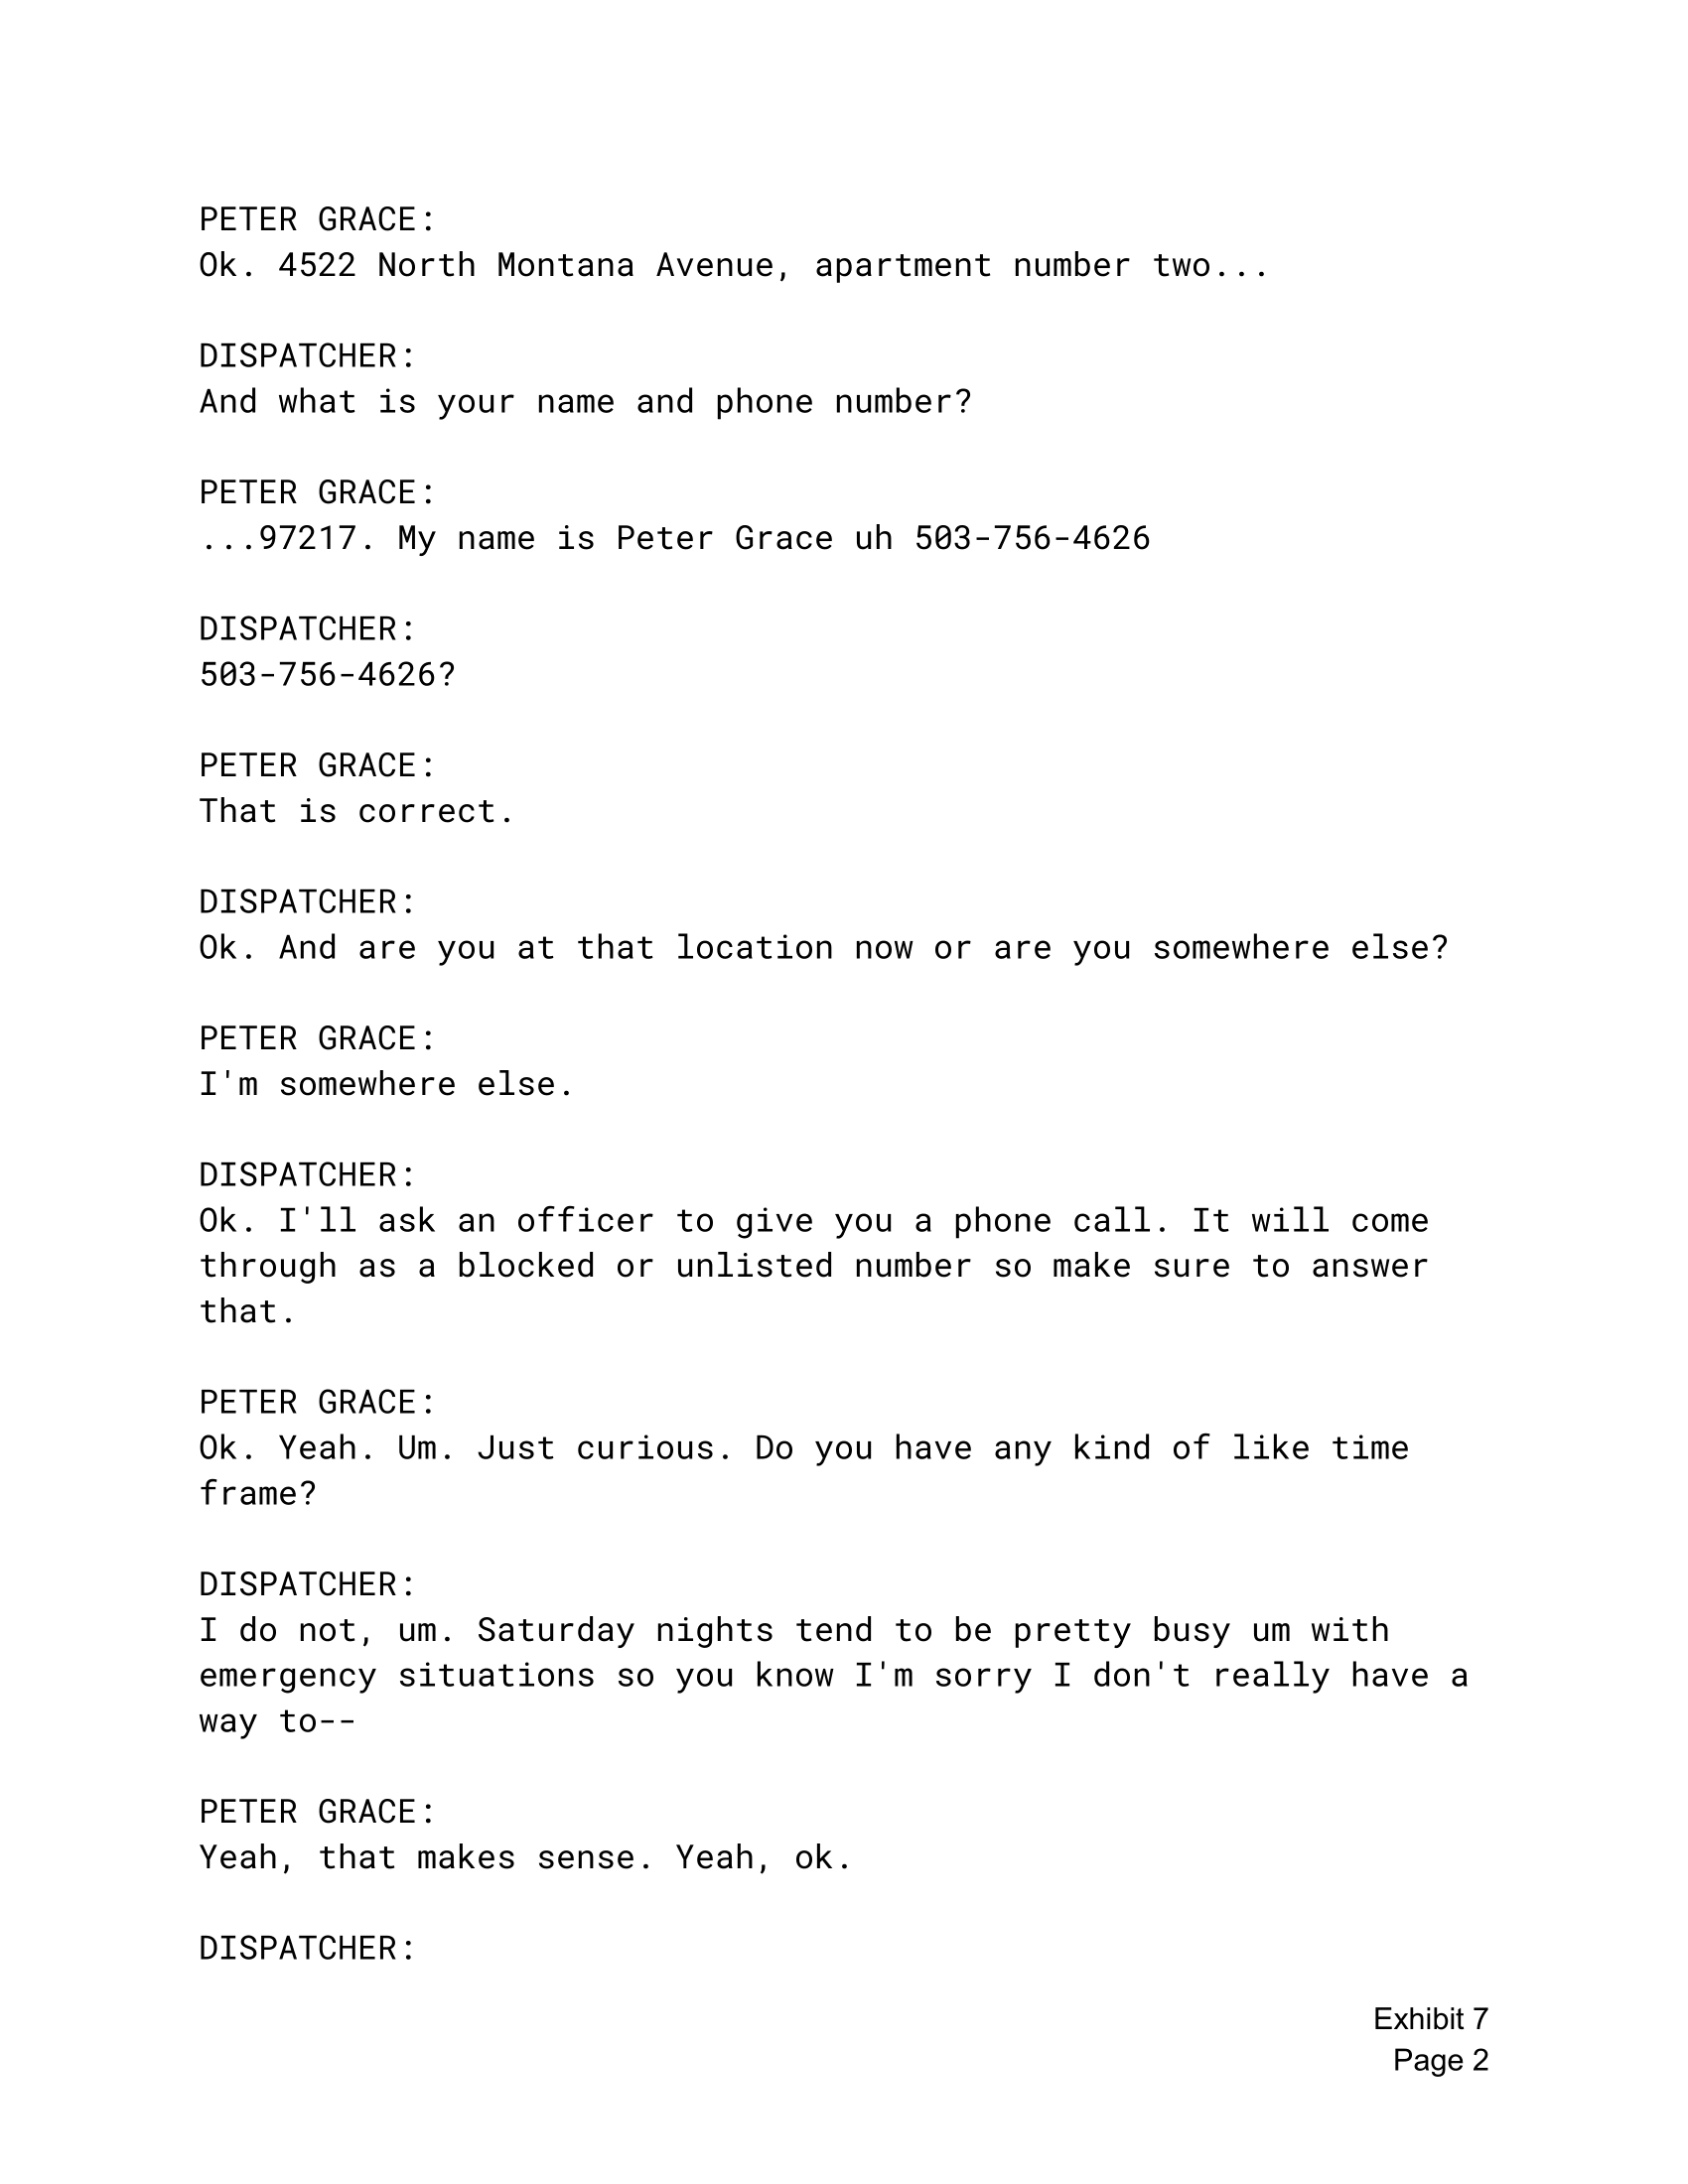 PETER GRACE:
Ok. 4522 North Montana Avenue, apartment number two...
DISPATCHER:
And what is your name and phone number?
PETER GRACE:
...97217. My name is Peter Grace uh 503-756-4626
DISPATCHER:
503-756-4626?
PETER GRACE:
That is correct.
DISPATCHER:
Ok. And are you at that location now or are you somewhere else?
PETER GRACE:
I'm somewhere else.
DISPATCHER:
Ok. I'll ask an officer to give you a phone call. It will come
through as a blocked or unlisted number so make sure to answer
that.
PETER GRACE:
Ok. Yeah. Um. Just curious. Do you have any kind of like time
frame?
DISPATCHER:
I do not, um. Saturday nights tend to be pretty busy um with
emergency situations so you know I'm sorry I don't really have a
way to--
PETER GRACE:
Yeah, that makes sense. Yeah, ok.
DISPATCHER:
Exhibit 7
Page 2